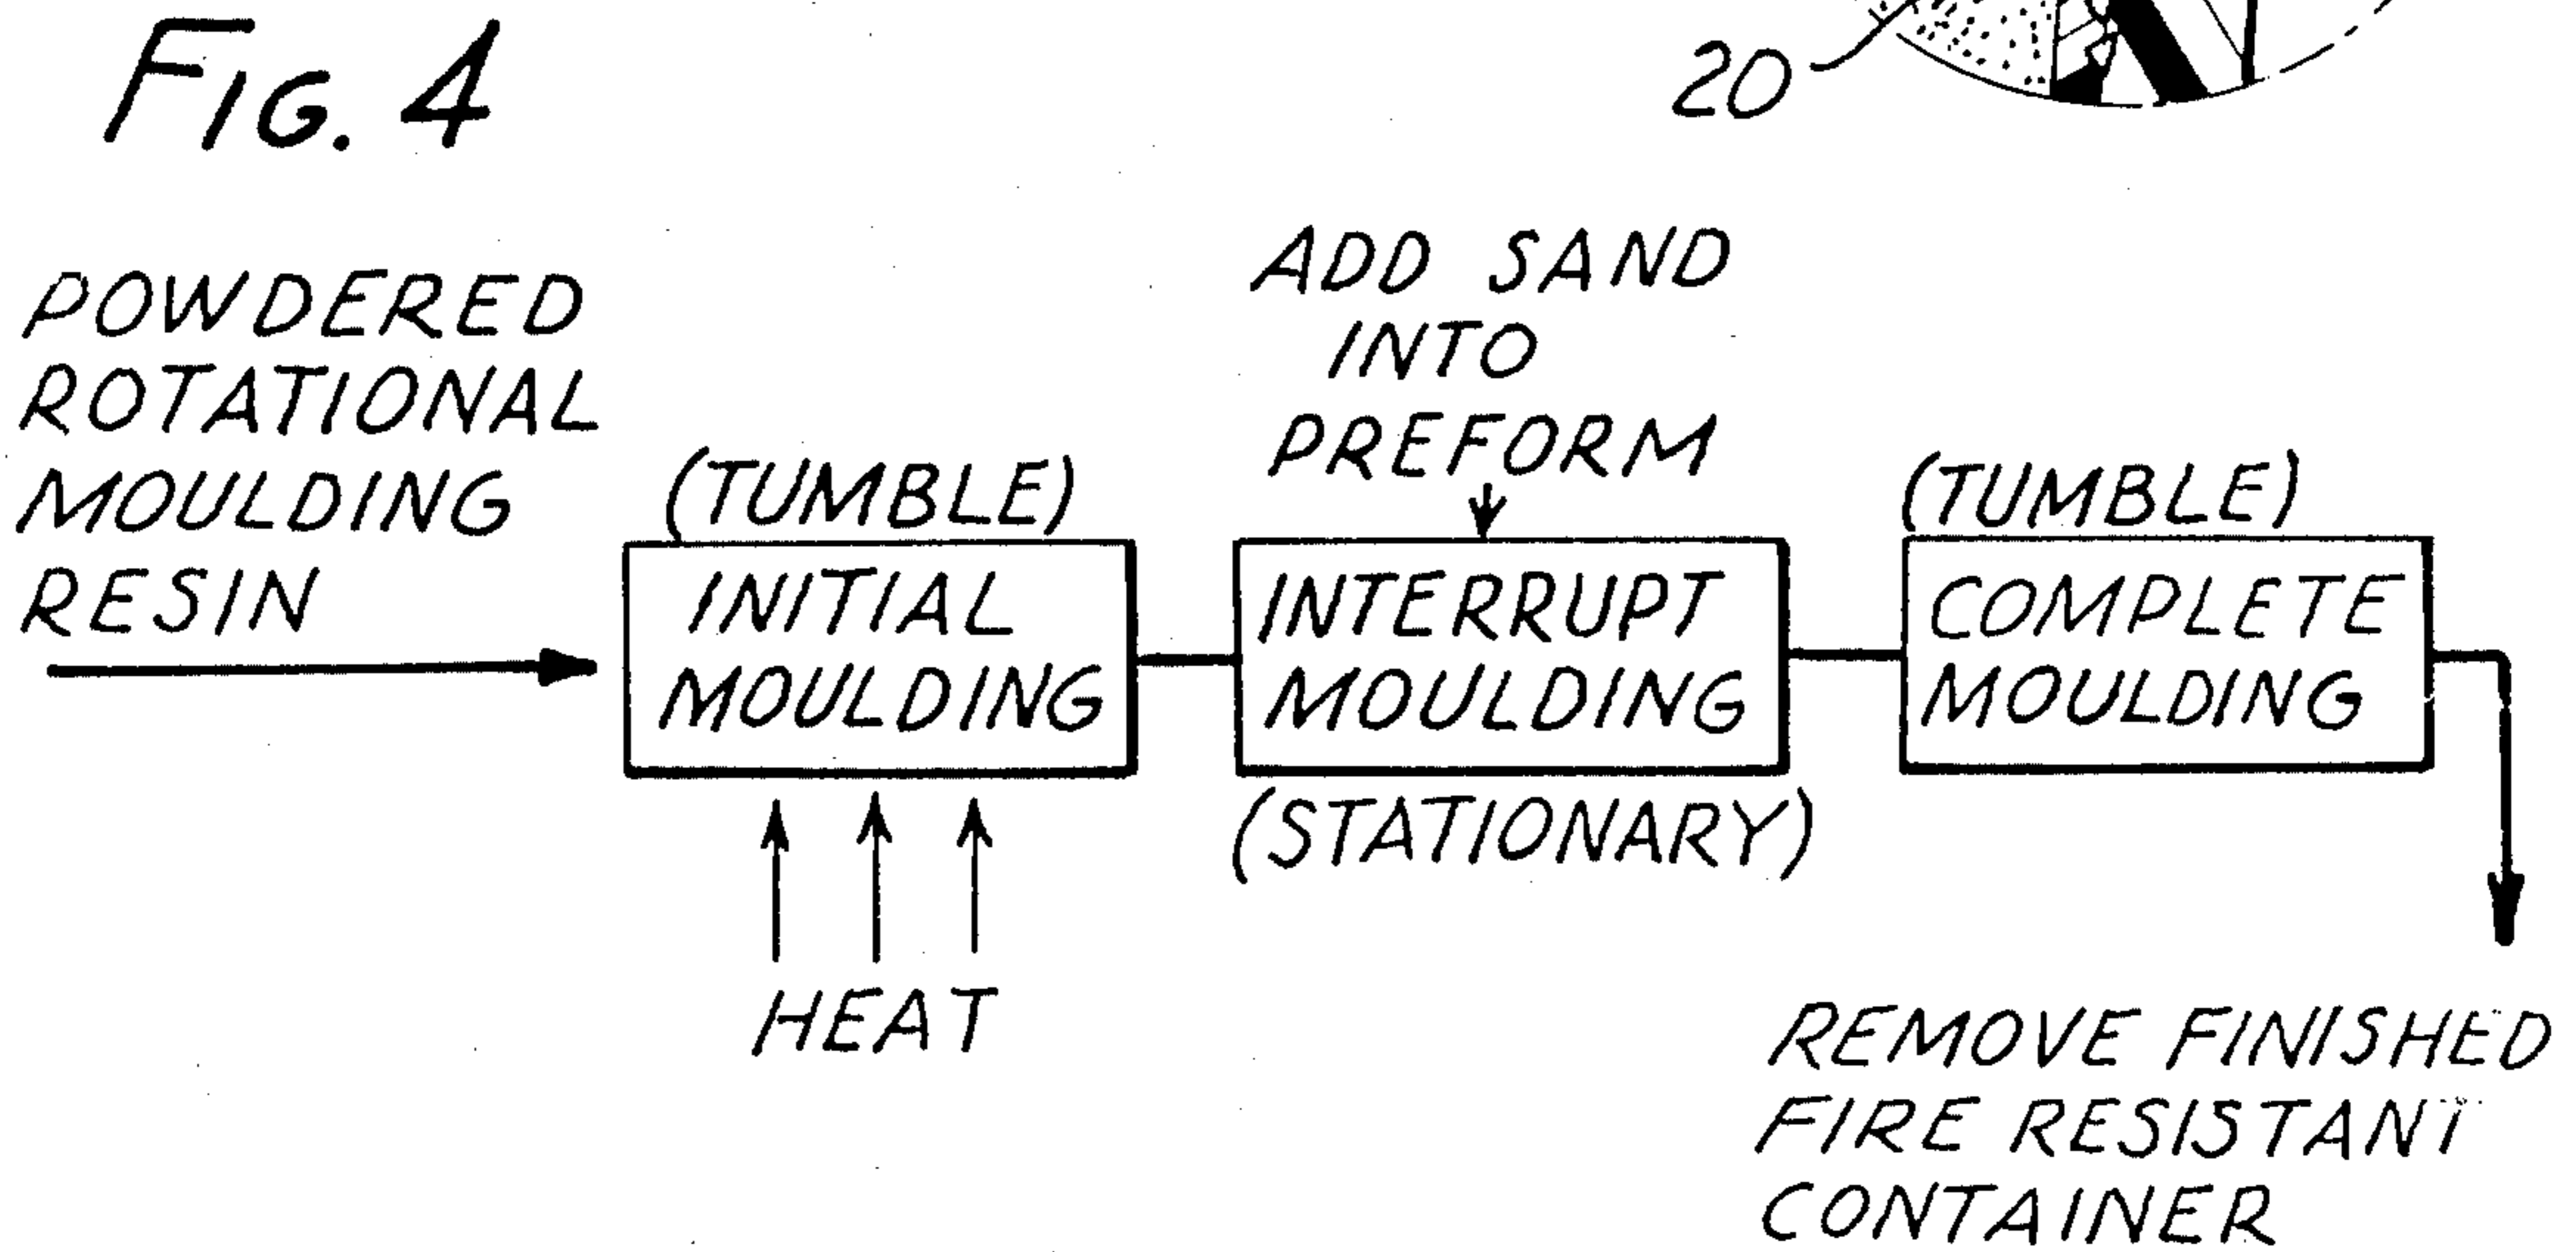 FIG. 4
20
POWDERED
ROTATIONAL
MOULDING
RESIN
(TUMBLE)
INITIAL
MOULDING
HEAT
ADD SAND
INTO
PREFORM
INTERRUPT
MOULDING
(STATIONARY)
(TUMBLE)
COMPLETE
MOULDING
REMOVE FINISHED
FIRE RESISTANT
CONTAINER